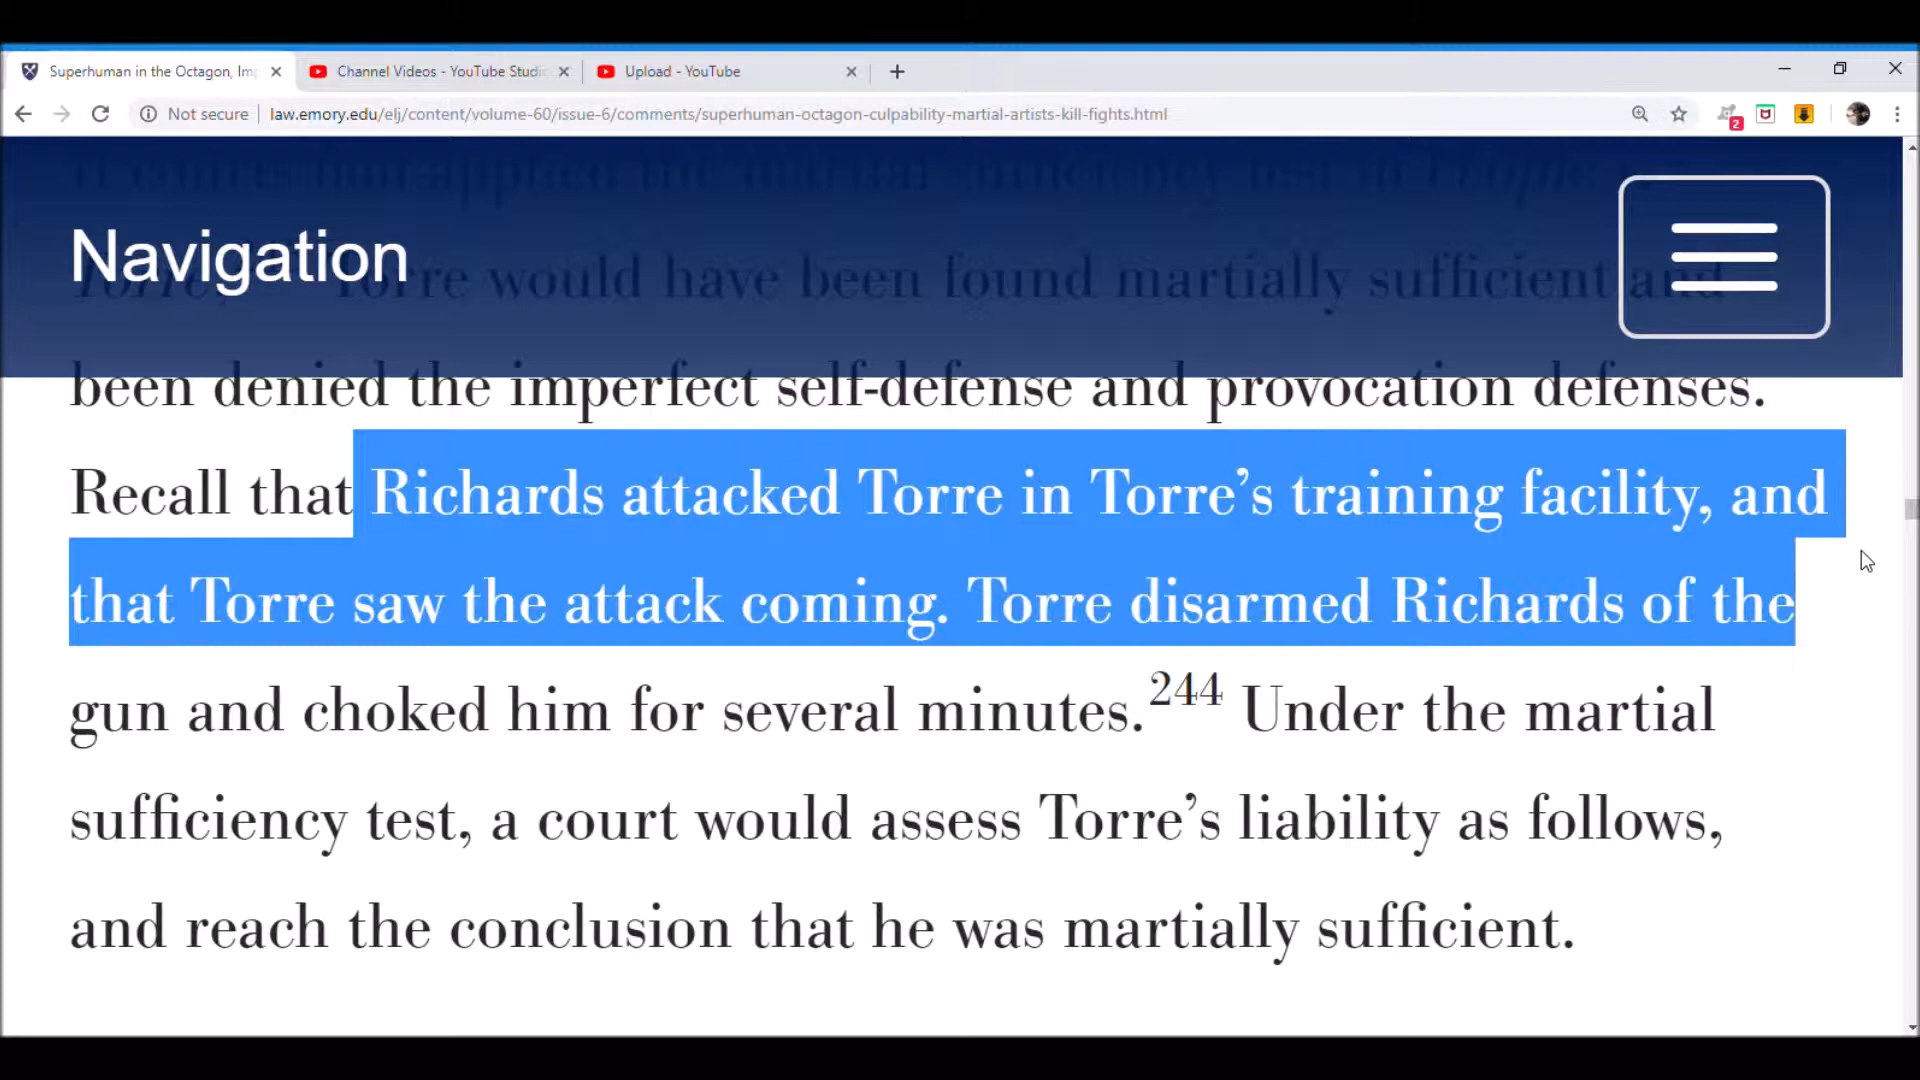 Superhuman in the Octagon, Im
Channel Videos - YouTube Studi
Upload - YouTube
Not secure
law.emory.edu/elj/content/volume-60/issue-6/comments/superhuman-octagon-culpability-martial-artists-kill-fights.html
2
Navigation
Torre would have been found martially sufficient and
been denied the imperfect self-defense and provocation defenses.
Recall that Richards attacked Torre in Torre’s training facility, and
that Torre saw the attack coming. Torre disarmed Richards of the
gun and choked him for several minutes.244 Under the martial
sufficiency test, a court would assess Torre’s liability as follows,
and reach the conclusion that he was martially sufficient.